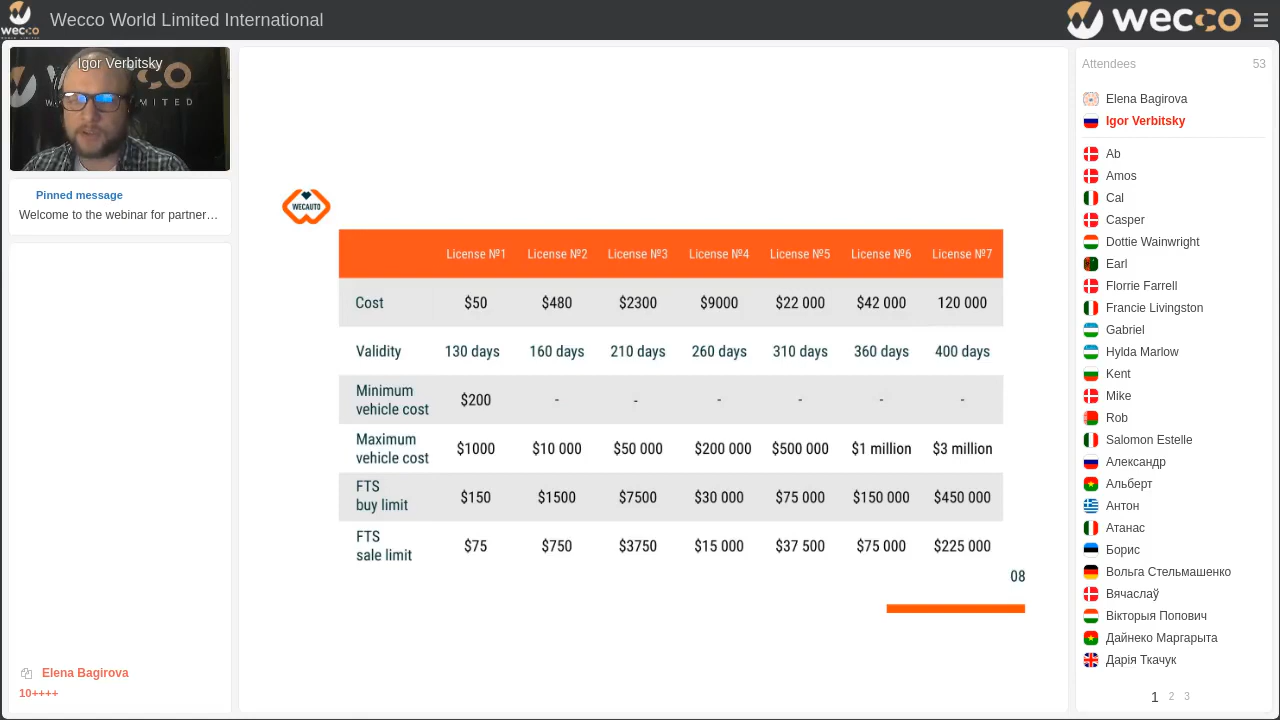 wecco
Wecco World Limited International
wecco
Igor Verbitsky
Pinned message
Welcome to the webinar for partner…
Elena Bagirova
10++++
WECAUTO
License №1 License №2 License №3 License №4 License №5 License №6 License №7
Cost $50 $480 $2300 $9000 $22 000 $42 000 120 000
Validity 130 days 160 days 210 days 260 days 310 days 360 days 400 days
Minimum
vehicle cost $200 - - - - - -
Maximum
vehicle cost $1000 $10 000 $50 000 $200 000 $500 000 $1 million $3 million
FTS
buy limit $150 $1500 $7500 $30 000 $75 000 $150 000 $450 000
FTS
sale limit $75 $750 $3750 $15 000 $37 500 $75 000 $225 000
08
Attendees 53
Elena Bagirova
Igor Verbitsky
Ab
Amos
Cal
Casper
Dottie Wainwright
Earl
Florrie Farrell
Francie Livingston
Gabriel
Hylda Marlow
Kent
Mike
Rob
Salomon Estelle
Александр
Альберт
Антон
Атанас
Борис
Вольга Стельмашенко
Вячаслаў
Вікторыя Попович
Дайнеко Маргарыта
Дарія Ткачук
1 2 3